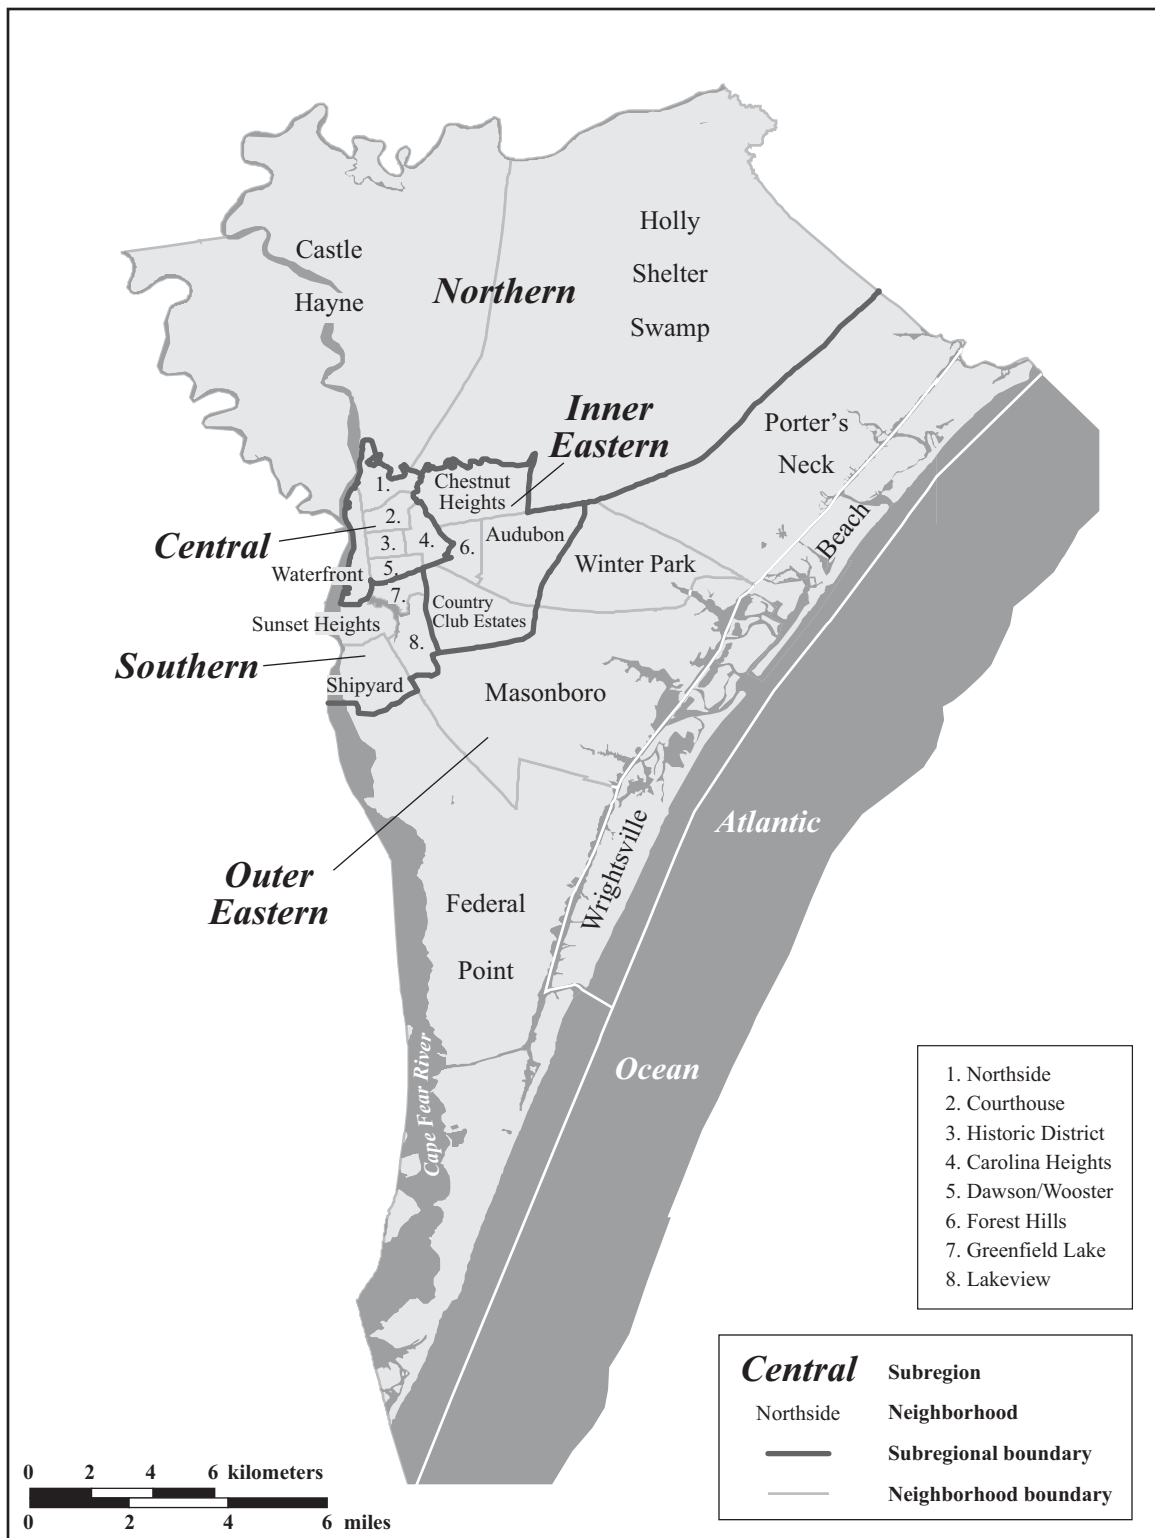 Holly
Shelter
Swamp
Castle
Hayne
Northern
Inner
Eastern
Porter's
Neck
Chestnut
Heights
1.
2.
3.
4.
5.
6.
Audubon
Central
Waterfront
Winter Park
Beach
7.
Country
Club Estates
Sunset Heights
8.
Southern
Shipyard
Masonboro
Atlantic
Wrightsville
Outer
Eastern
Federal
Point
Cape Fear River
Ocean
1. Northside
2. Courthouse
3. Historic District
4. Carolina Heights
5. Dawson/Wooster
6. Forest Hills
7. Greenfield Lake
8. Lakeview
Central Subregion
Northside Neighborhood
Subregional boundary
Neighborhood boundary
0 2 4 6 kilometers
0 2 4 6 miles